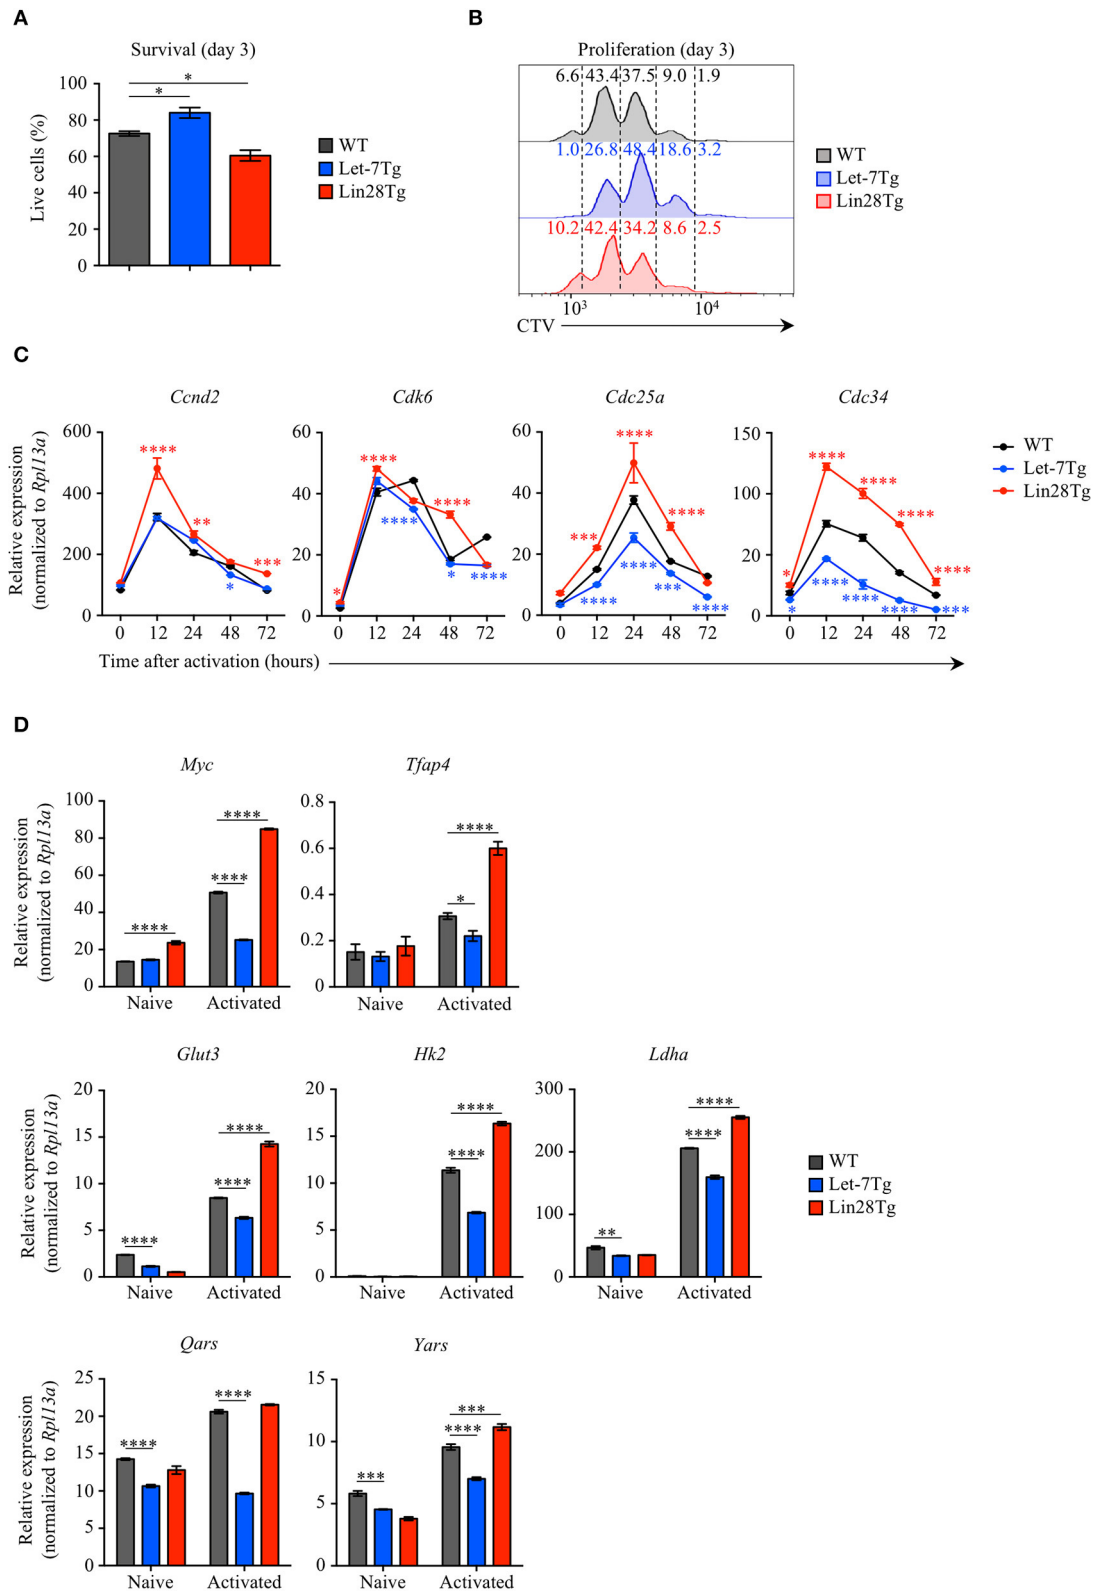 A
Survival (day 3)
Live cells (%)
100
80
60
40
20
0
*
*
WT
Let-7Tg
Lin28Tg
B
Proliferation (day 3)
6.6 43.4 37.5 9.0 1.9
1.0 26.8 48.4 18.6 3.2
10.2 42.4 34.2 8.6 2.5
10³ 10⁴
CTV
WT
Let-7Tg
Lin28Tg
C
Relative expression
(normalized to Rpl13a)
Ccnd2
600
400
200
0
****
**
***
*
0 12 24 48 72
Cdk6
60
40
20
0
****
****
****
*
*
****
0 12 24 48 72
Cdc25a
60
40
20
0
****
***
****
****
****
***
****
0 12 24 48 72
Cdc34
150
100
20
0
****
****
****
*
****
*
****
****
****
***
0 12 24 48 72
WT
Let-7Tg
Lin28Tg
Time after activation (hours)
D
Relative expression
(normalized to Rpl13a)
Myc
100
80
60
40
20
0
****
****
****
Naive Activated
Tfap4
0.8
0.6
0.4
0.2
0
****
*
Naive Activated
Relative expression
(normalized to Rpl13a)
Glut3
20
15
10
5
0
****
****
****
Naive Activated
Hk2
20
15
10
5
0
****
****
Naive Activated
Ldha
300
200
100
0
****
****
**
Naive Activated
WT
Let-7Tg
Lin28Tg
Relative expression
(normalized to Rpl13a)
Qars
25
20
15
10
5
0
****
****
Naive Activated
Yars
15
10
5
0
***
****
***
Naive Activated